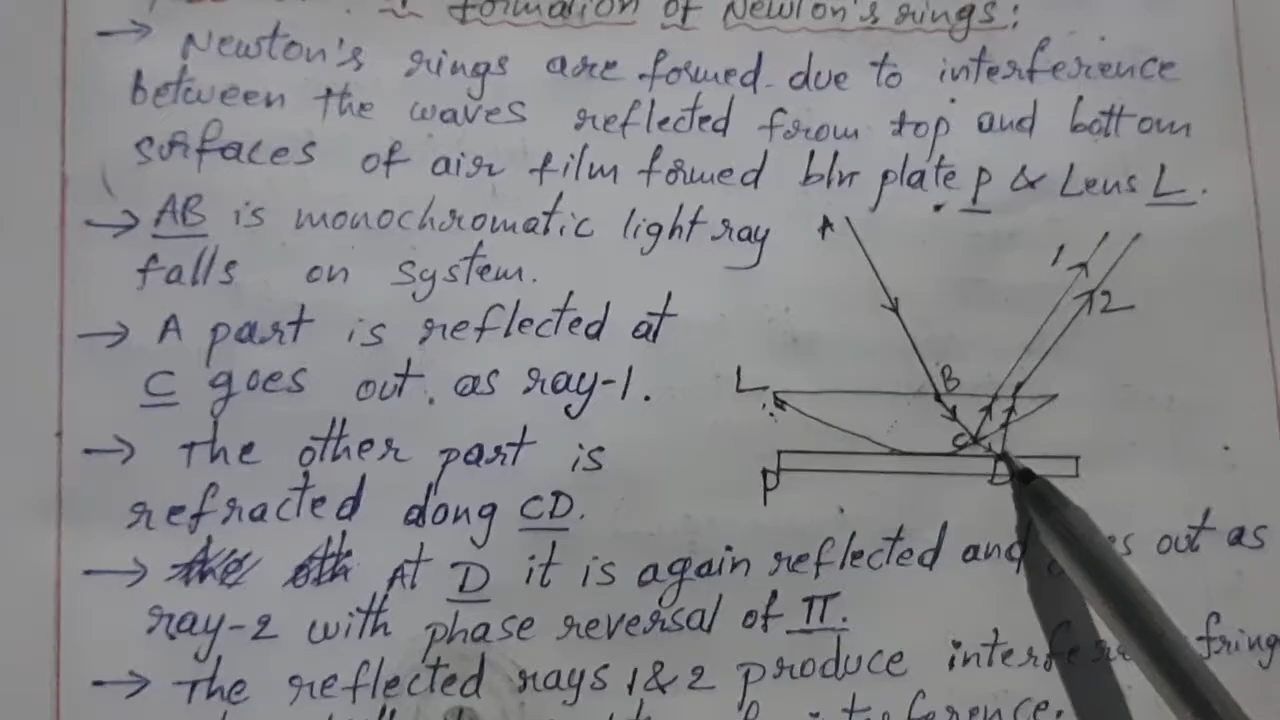 formation of Newton's rings:
→ Newton's rings are formed due to interference
between the waves reflected from top and bottom
surfaces of air film formed b/w plate P & Lens L.
→ AB is monochromatic light ray
falls on system.
→ A part is reflected at
C goes out. as ray-1.
→ The other part is
refracted along CD.
→ At D it is again reflected and out as
ray-2 with phase reversal of π.
→ The reflected rays 1 & 2 produce
A
1
2
B
L
C
D
P